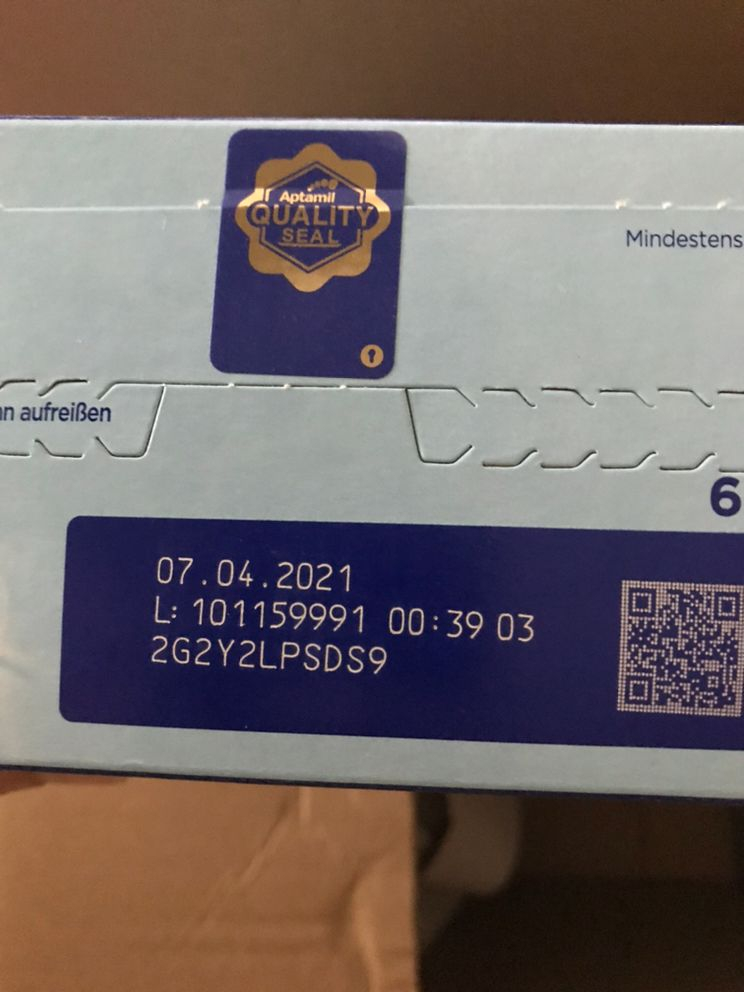 Aptamil
QUALITY
SEAL
Mindestens
aufreißen
6
07.04.2021
L: 101159991 00:39 03
2G2Y2LPSDS9